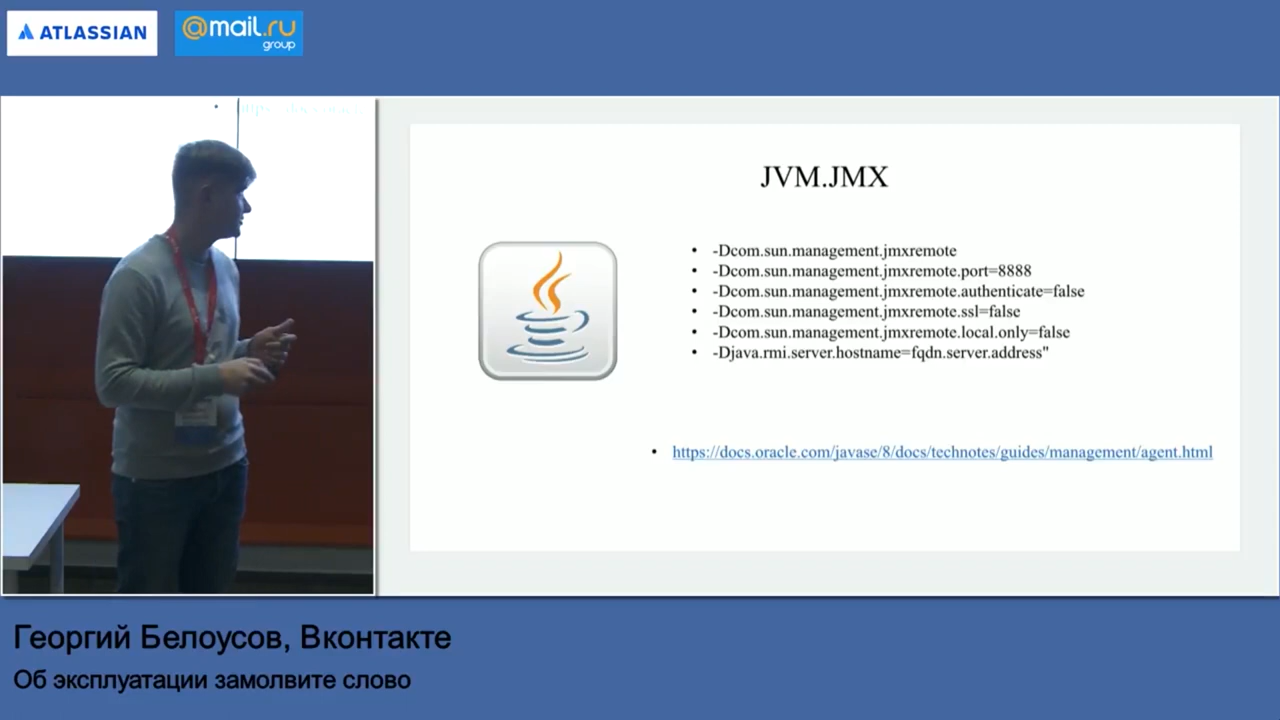 ATLASSIAN
@mail.ru
group
JVM.JMX
• -Dcom.sun.management.jmxremote
• -Dcom.sun.management.jmxremote.port=8888
• -Dcom.sun.management.jmxremote.authenticate=false
• -Dcom.sun.management.jmxremote.ssl=false
• -Dcom.sun.management.jmxremote.local.only=false
• -Djava.rmi.server.hostname=fqdn.server.address"
• https://docs.oracle.com/javase/8/docs/technotes/guides/management/agent.html
Георгий Белоусов, Вконтакте
Об эксплуатации замолвите слово